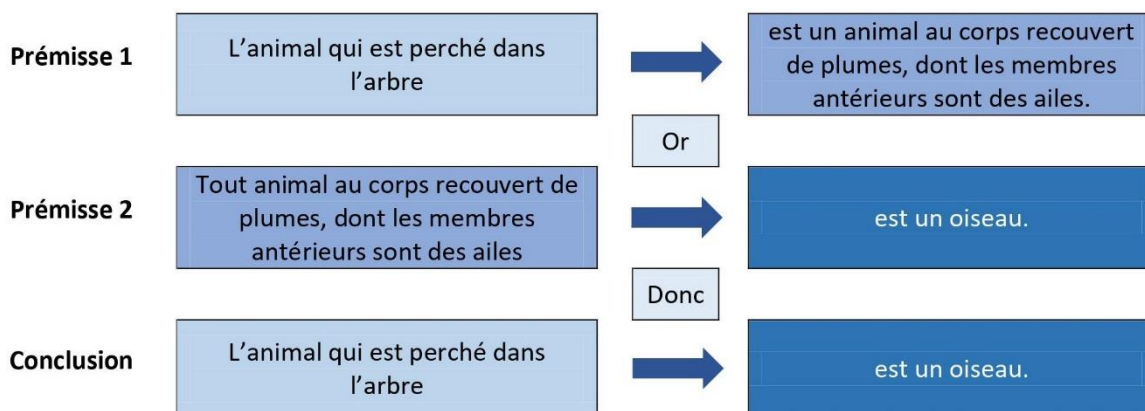 Prémisse 1
L’animal qui est perché dans
l’arbre
est un animal au corps recouvert
de plumes, dont les membres
antérieurs sont des ailes.
Or
Prémisse 2
Tout animal au corps recouvert de
plumes, dont les membres
antérieurs sont des ailes
est un oiseau.
Donc
Conclusion
L’animal qui est perché dans
l’arbre
est un oiseau.